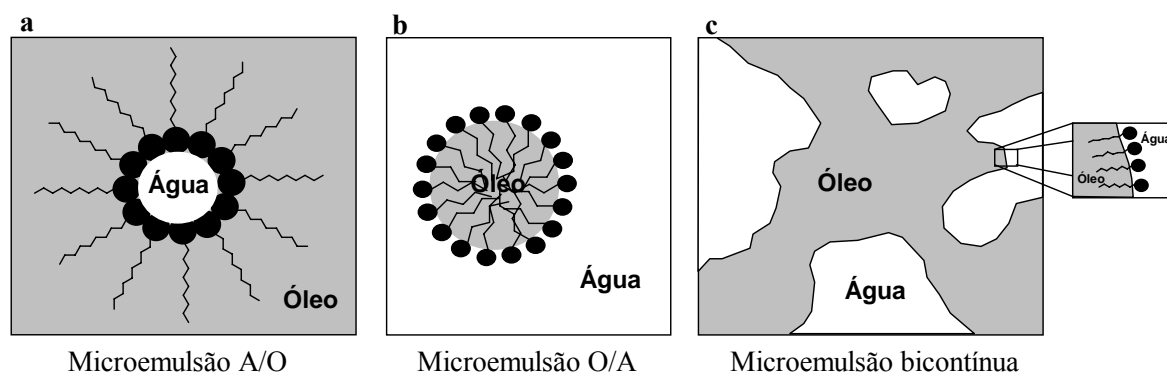 a
b
c
Água
Óleo
Óleo
Água
Óleo
Água
Água
Óleo
Microemulsão A/O
Microemulsão O/A
Microemulsão bicontínua